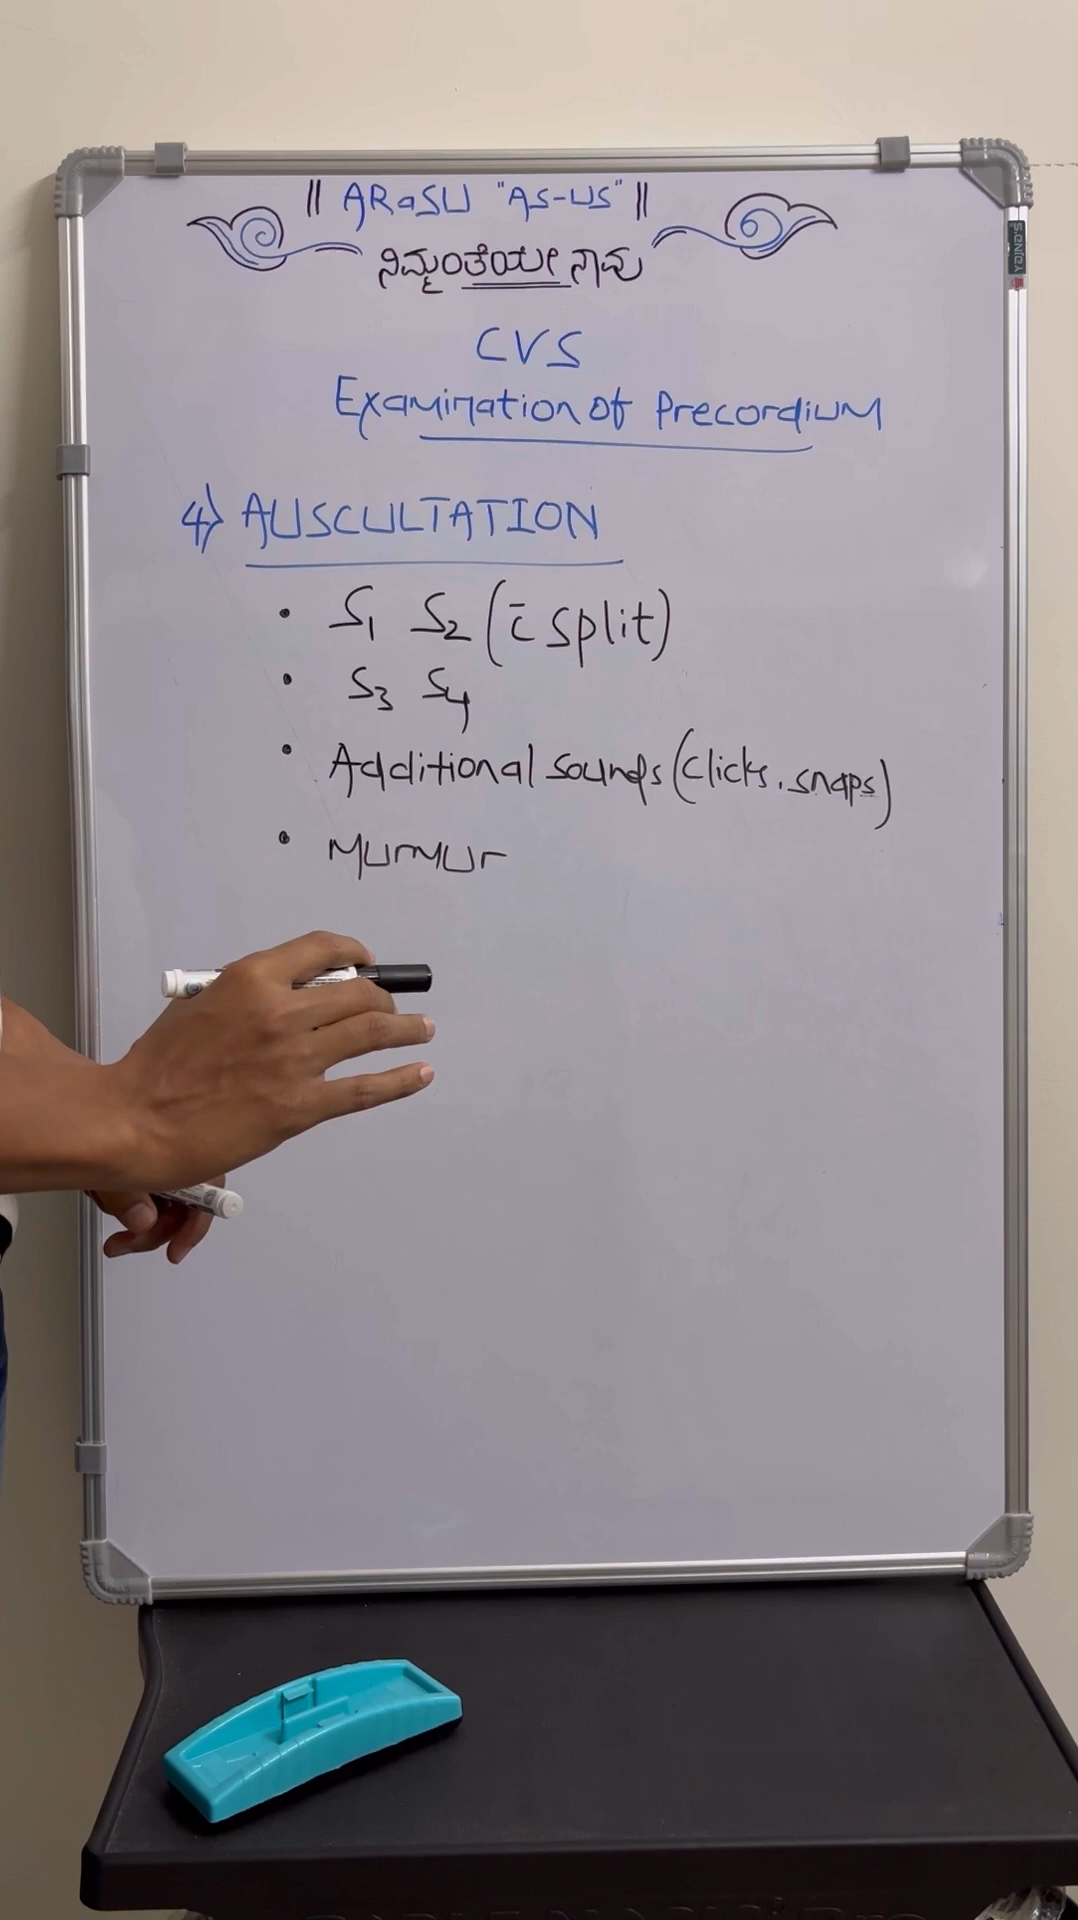 || ARaSU "AS-US" ||
ನಿಮ್ಮಂತೆಯೇ ನಾವು
CVS
Examination of Precordium
4) AUSCULTATION
• S1 S2 (c̄ split)
• S3 S4
• Additional sounds (clicks, snaps)
• Murmur